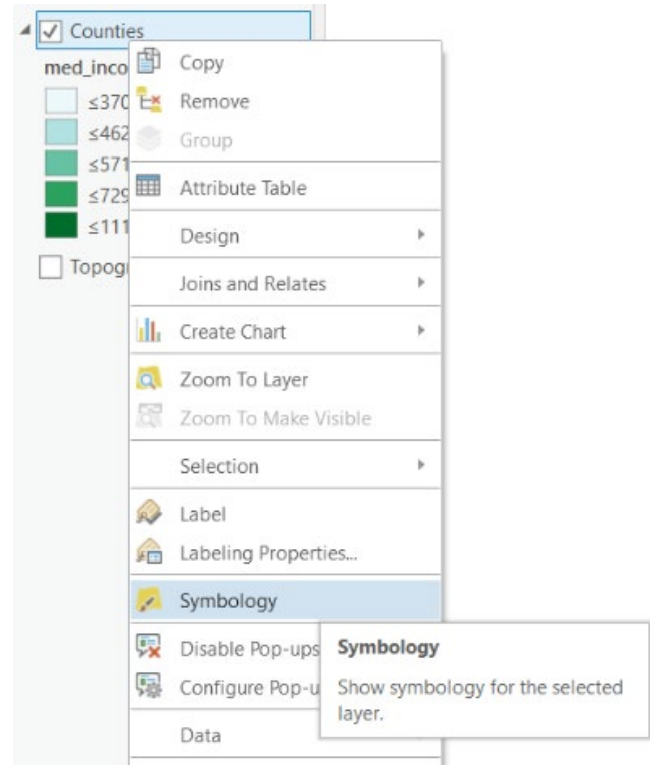 Counties
med_inco
≤370
≤462
≤571
≤729
≤111
Topogr
Copy
Remove
Group
Attribute Table
Design
Joins and Relates
Create Chart
Zoom To Layer
Zoom To Make Visible
Selection
Label
Labeling Properties...
Symbology
Disable Pop-ups
Configure Pop-u
Data
Symbology
Show symbology for the selected
layer.